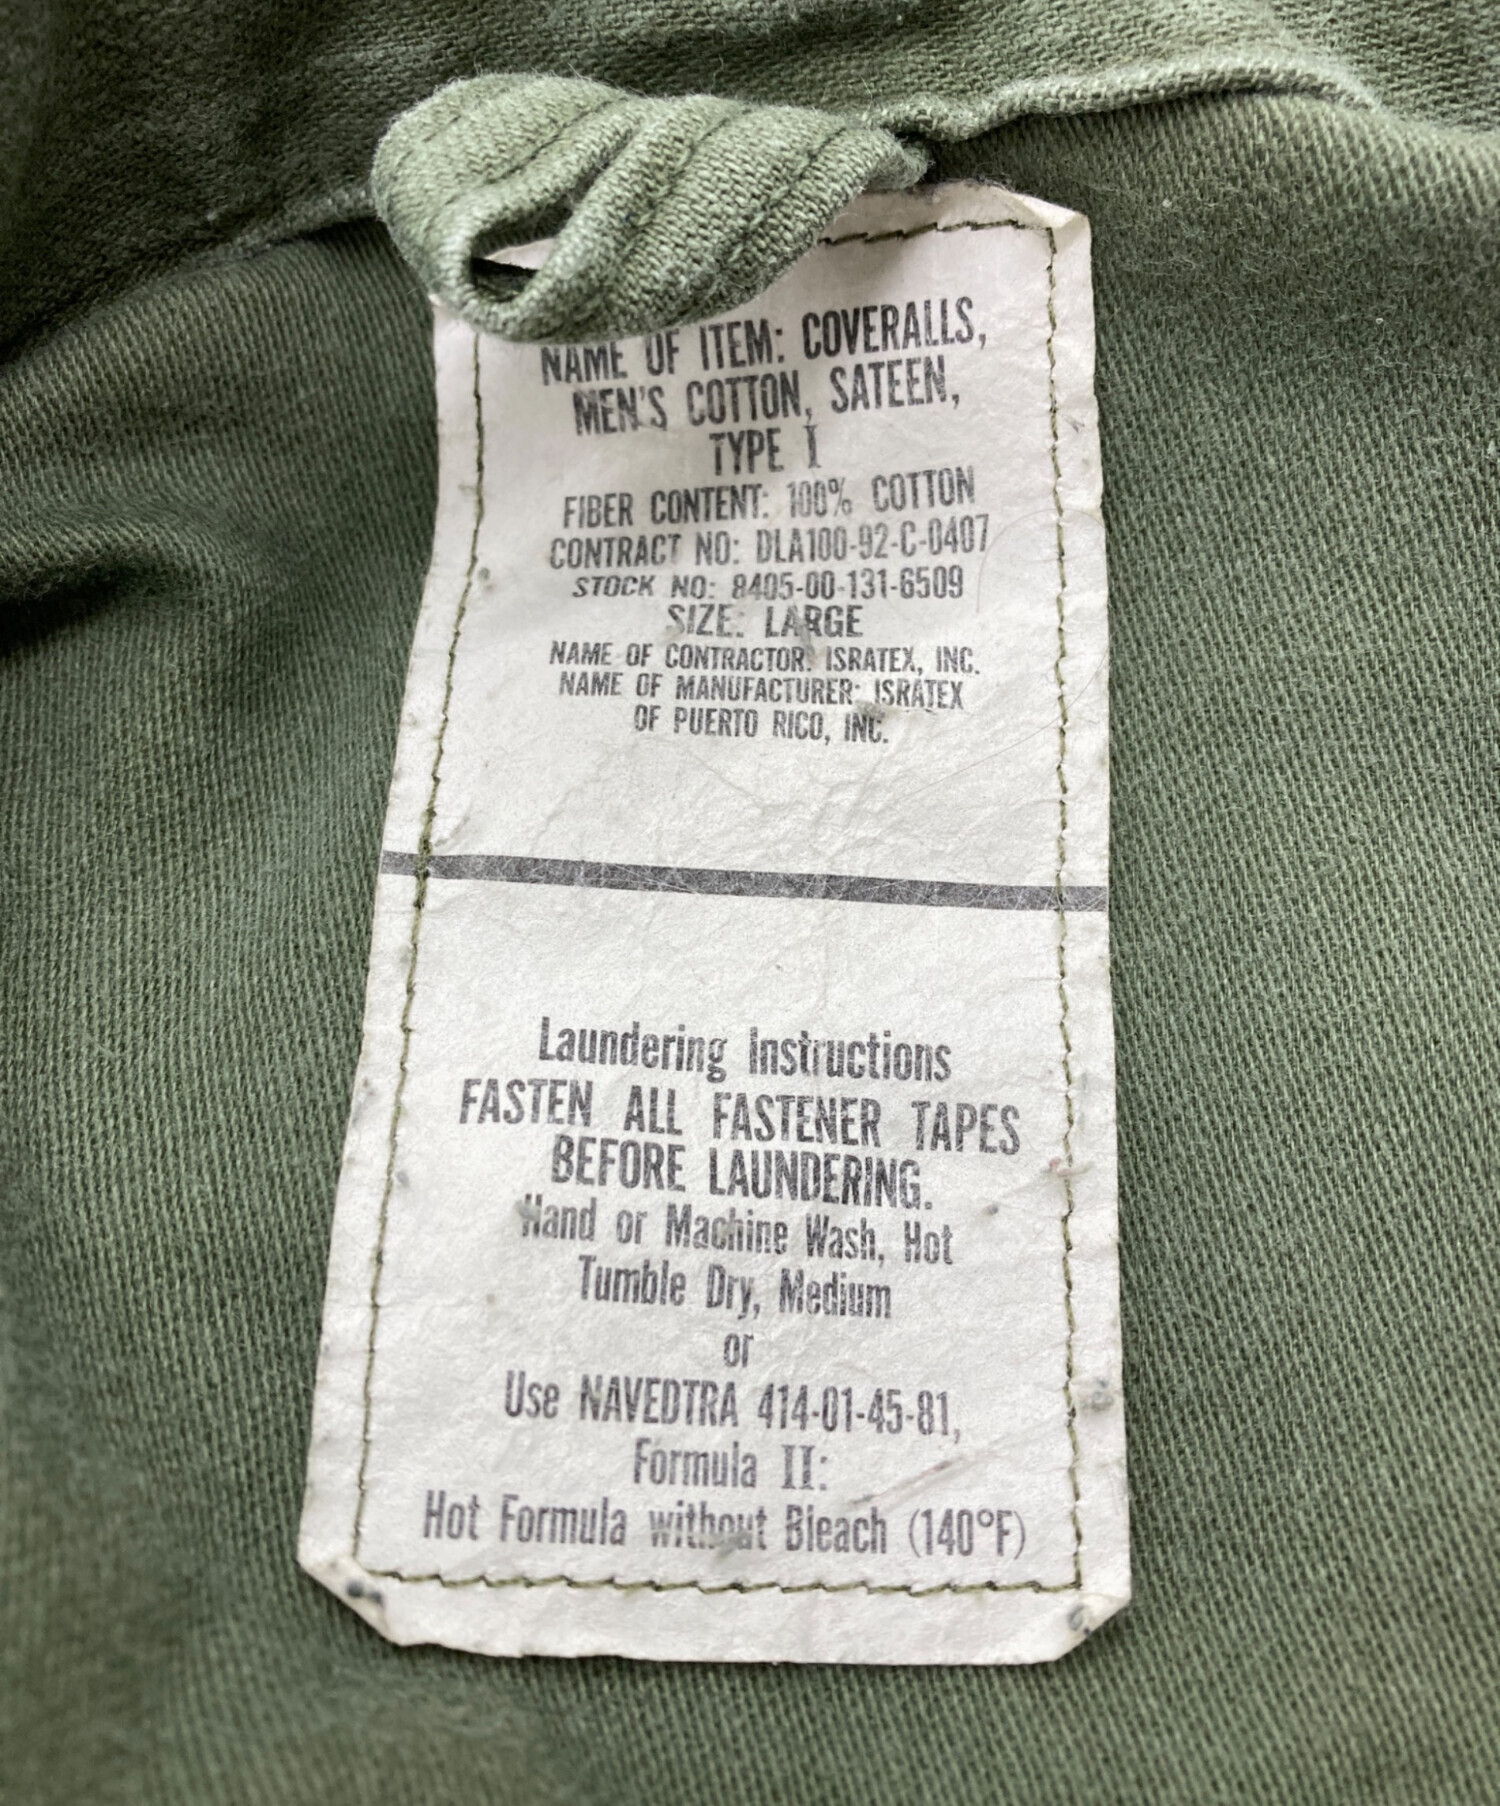 NAME OF ITEM: COVERALLS,
MEN'S COTTON, SATEEN,
TYPE I
FIBER CONTENT: 100% COTTON
CONTRACT NO: DLA100-92-C-0407
STOCK NO: 8405-00-131-6509
SIZE: LARGE
NAME OF CONTRACTOR: ISRATEX, INC.
NAME OF MANUFACTURER: ISRATEX
OF PUERTO RICO, INC.
Laundering Instructions
FASTEN ALL FASTENER TAPES
BEFORE LAUNDERING.
Hand or Machine Wash, Hot
Tumble Dry, Medium
or
Use NAVEDTRA 414-01-45-81,
Formula II:
Hot Formula without Bleach (140°F)